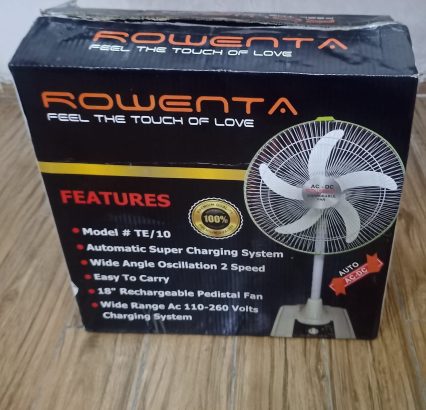 ROWENTA
FEEL THE TOUCH OF LOVE
ROWENTA
FEEL THE TOUCH OF LOVE
FEATURES
100%
AC - DC
Model # TE/10
Automatic Super Charging System
Wide Angle Oscillation 2 Speed
Easy To Carry
18" Rechargeable Pedistal Fan
Wide Range Ac 110-260 Volts
Charging System
AUTO
AC.DC